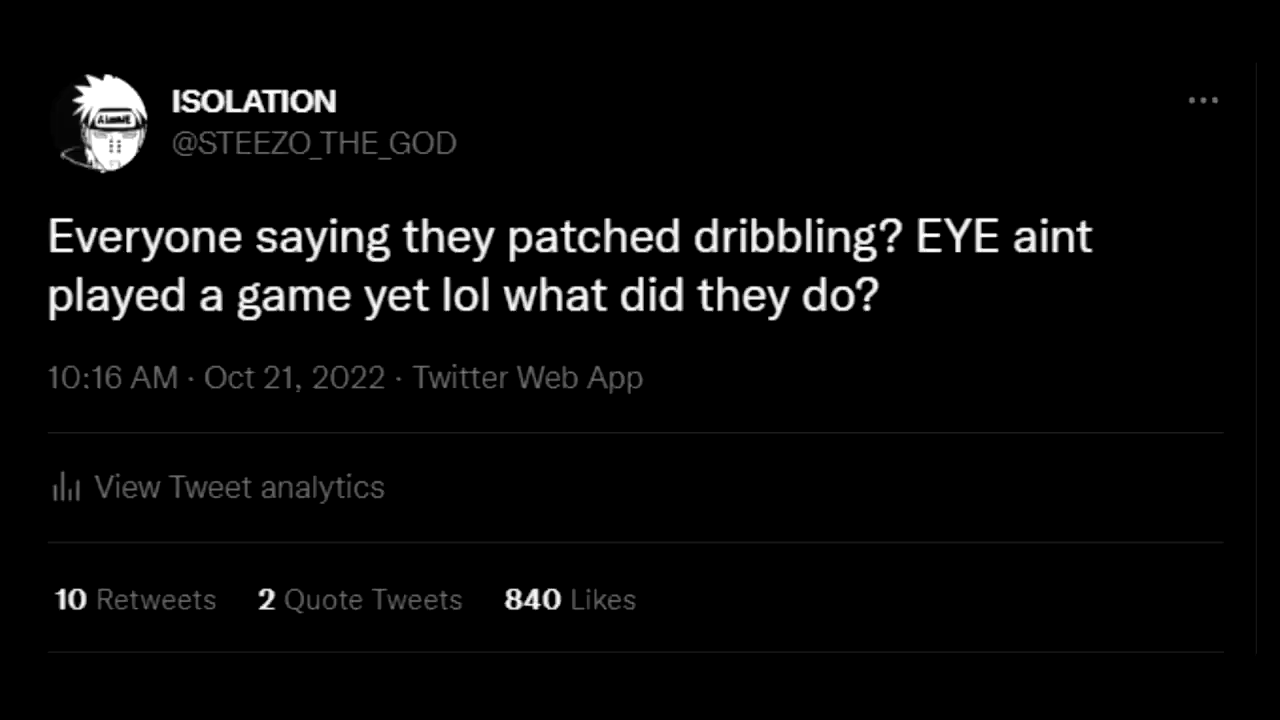 ISOLATION
@STEEZO_THE_GOD
Everyone saying they patched dribbling? EYE aint
played a game yet lol what did they do?
10:16 AM · Oct 21, 2022 · Twitter Web App
View Tweet analytics
10 Retweets 2 Quote Tweets 840 Likes